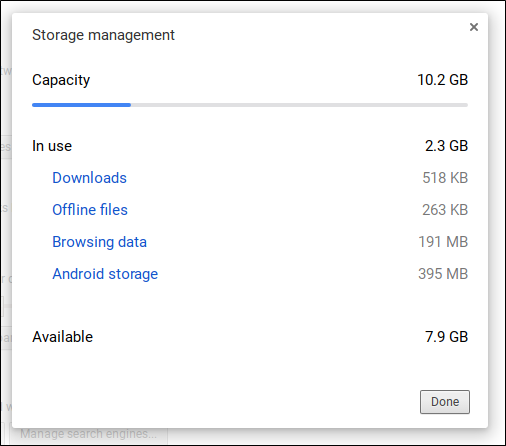 Storage management
×
Capacity 10.2 GB
In use 2.3 GB
Downloads 518 KB
Offline files 263 KB
Browsing data 191 MB
Android storage 395 MB
Available 7.9 GB
Done
Manage search engines...